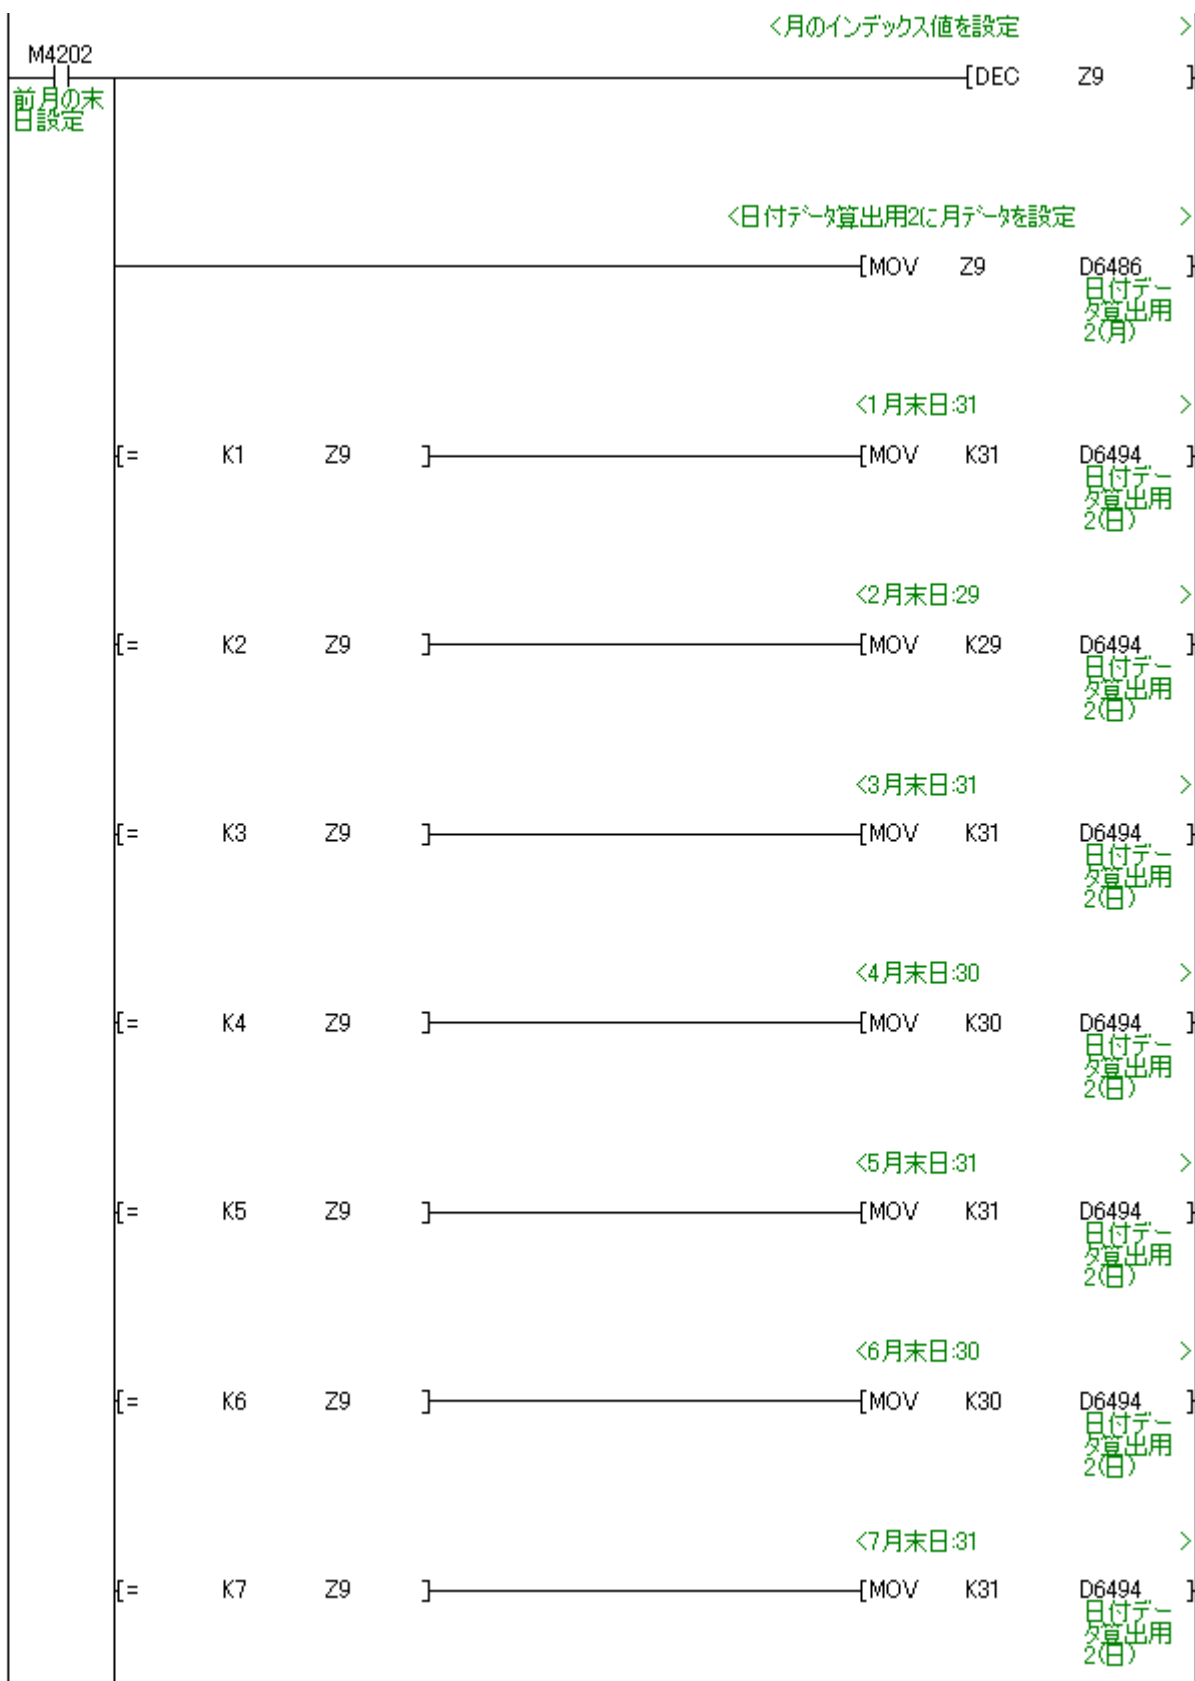 <月のインデックス値を設定 >
M4202
[DEC Z9 ]
前月の末
日設定
<日付ﾃﾞｰﾀ算出用2に月ﾃﾞｰﾀを設定 >
[MOV Z9 D6486 ]
日付デー
タ算出用
2(月)
<1月末日:31 >
[= K1 Z9 ] [MOV K31 D6494 ]
日付デー
タ算出用
2(日)
<2月末日:29 >
[= K2 Z9 ] [MOV K29 D6494 ]
日付デー
タ算出用
2(日)
<3月末日:31 >
[= K3 Z9 ] [MOV K31 D6494 ]
日付デー
タ算出用
2(日)
<4月末日:30 >
[= K4 Z9 ] [MOV K30 D6494 ]
日付デー
タ算出用
2(日)
<5月末日:31 >
[= K5 Z9 ] [MOV K31 D6494 ]
日付デー
タ算出用
2(日)
<6月末日:30 >
[= K6 Z9 ] [MOV K30 D6494 ]
日付デー
タ算出用
2(日)
<7月末日:31 >
[= K7 Z9 ] [MOV K31 D6494 ]
日付デー
タ算出用
2(日)